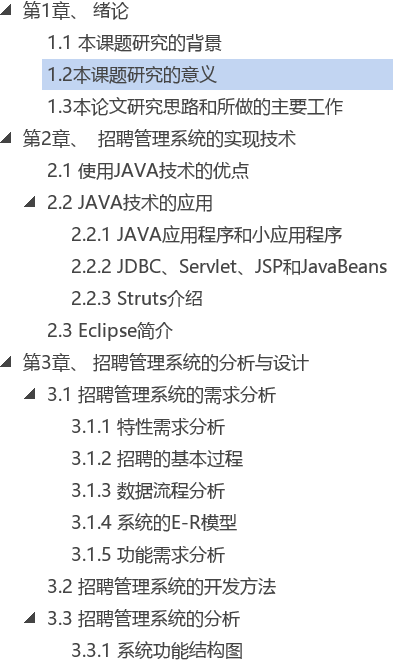 第1章、 绪论
1.1 本课题研究的背景
1.2本课题研究的意义
1.3本论文研究思路和所做的主要工作
第2章、 招聘管理系统的实现技术
2.1 使用JAVA技术的优点
2.2 JAVA技术的应用
2.2.1 JAVA应用程序和小应用程序
2.2.2 JDBC、Servlet、JSP和JavaBeans
2.2.3 Struts介绍
2.3 Eclipse简介
第3章、 招聘管理系统的分析与设计
3.1 招聘管理系统的需求分析
3.1.1 特性需求分析
3.1.2 招聘的基本过程
3.1.3 数据流程分析
3.1.4 系统的E-R模型
3.1.5 功能需求分析
3.2 招聘管理系统的开发方法
3.3 招聘管理系统的分析
3.3.1 系统功能结构图